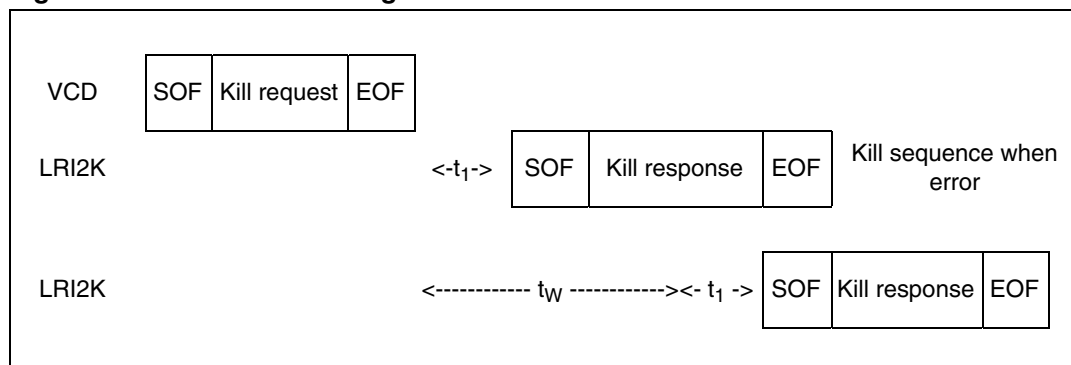 VCD SOF Kill request EOF
LRI2K <-t1-> SOF Kill response EOF Kill sequence when
error
LRI2K <------------ tW ------------><- t1 -> SOF Kill response EOF